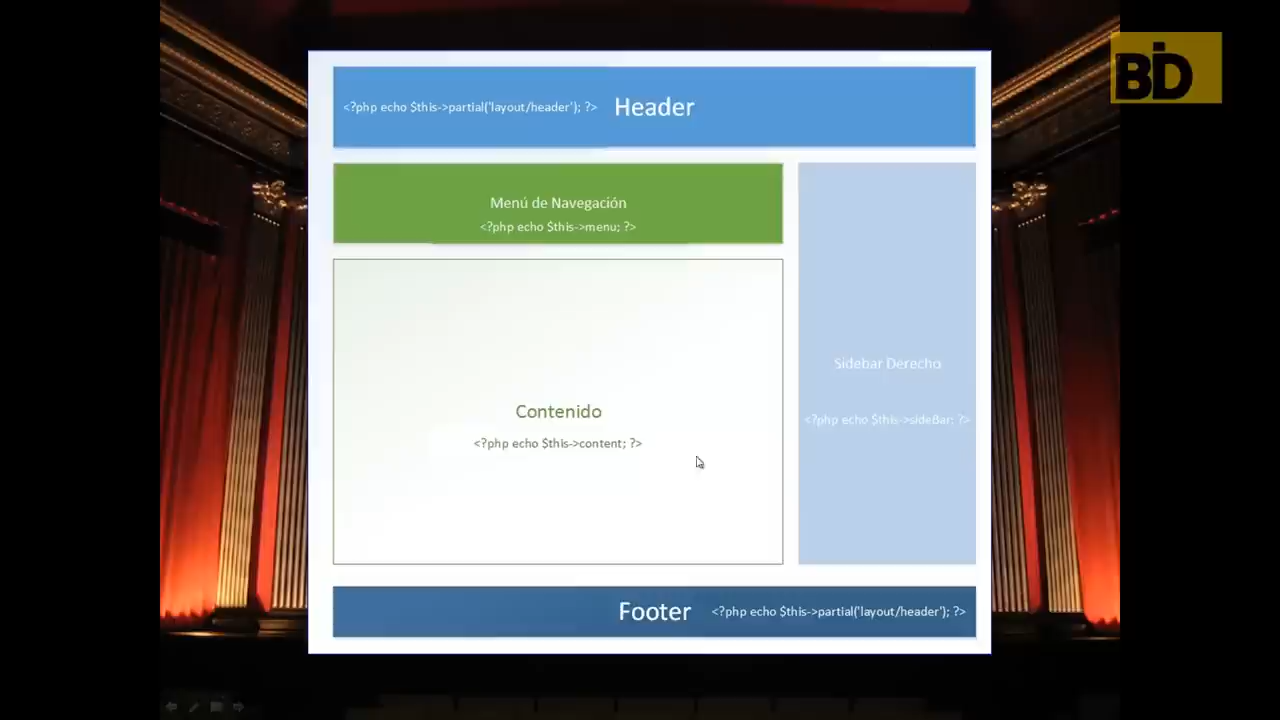 BID
<?php echo $this->partial('layout/header'); ?> Header
Menú de Navegación
<?php echo $this->menu; ?>
Sidebar Derecho
<?php echo $this->sideBar; ?>
Contenido
<?php echo $this->content; ?>
Footer <?php echo $this->partial('layout/header'); ?>